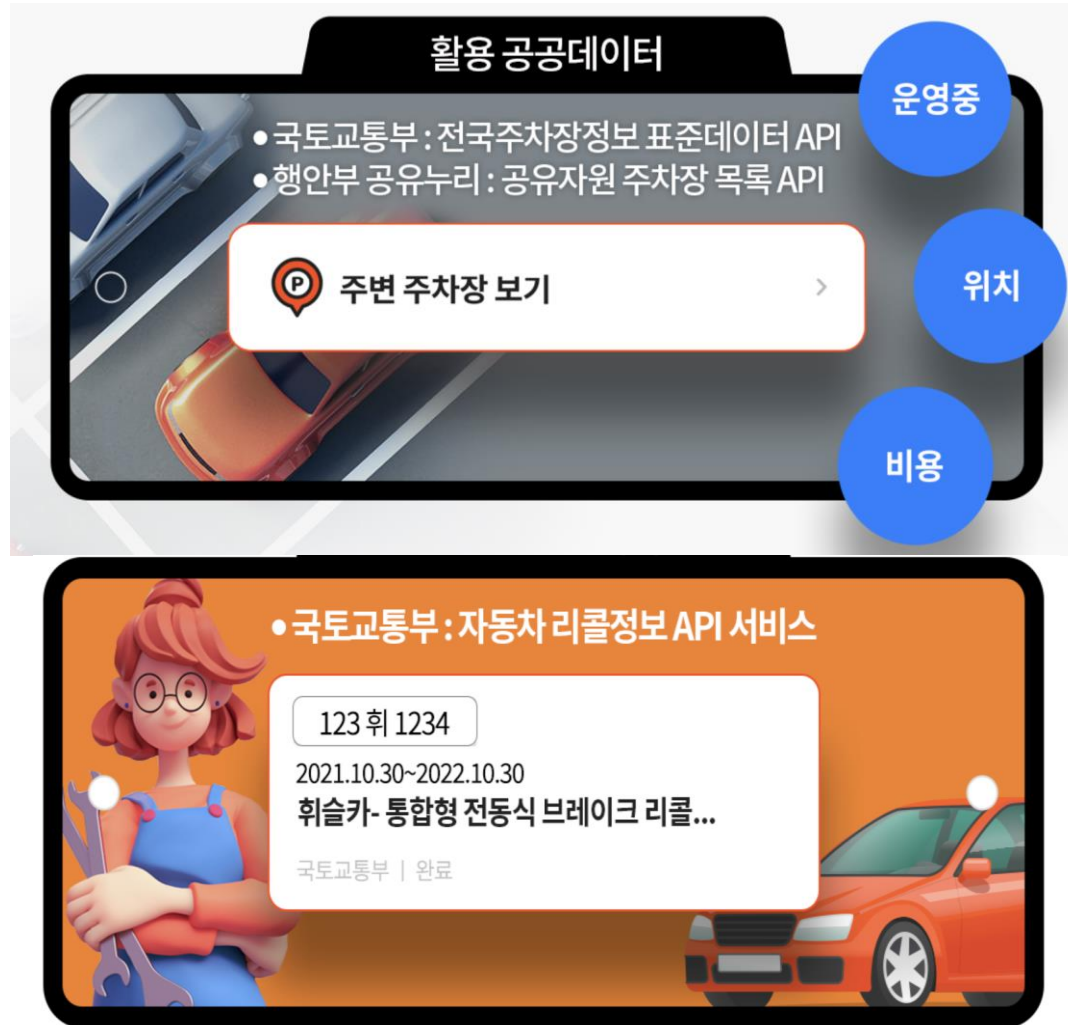 활용 공공데이터
운영중
● 국토교통부 : 전국주차장정보 표준데이터 API
● 행안부 공유누리 : 공유자원 주차장 목록 API
P 주변 주차장 보기 >
위치
비용
● 국토교통부 : 자동차 리콜정보 API 서비스
123 휘 1234
2021.10.30~2022.10.30
휘슬카- 통합형 전동식 브레이크 리콜...
국토교통부 | 완료